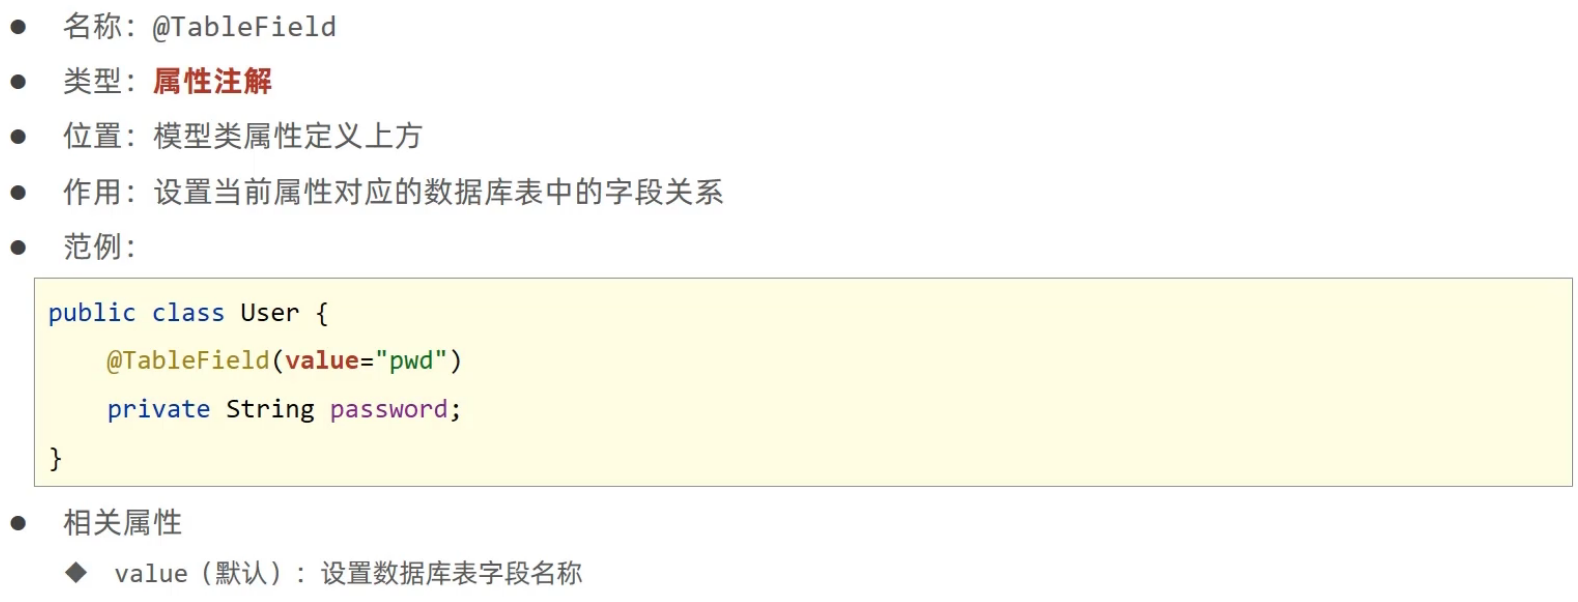 ● 名称：@TableField
● 类型：属性注解
● 位置：模型类属性定义上方
● 作用：设置当前属性对应的数据库表中的字段关系
● 范例：
public class User {
    @TableField(value="pwd")
    private String password;
}
● 相关属性
◆ value（默认）：设置数据库表字段名称